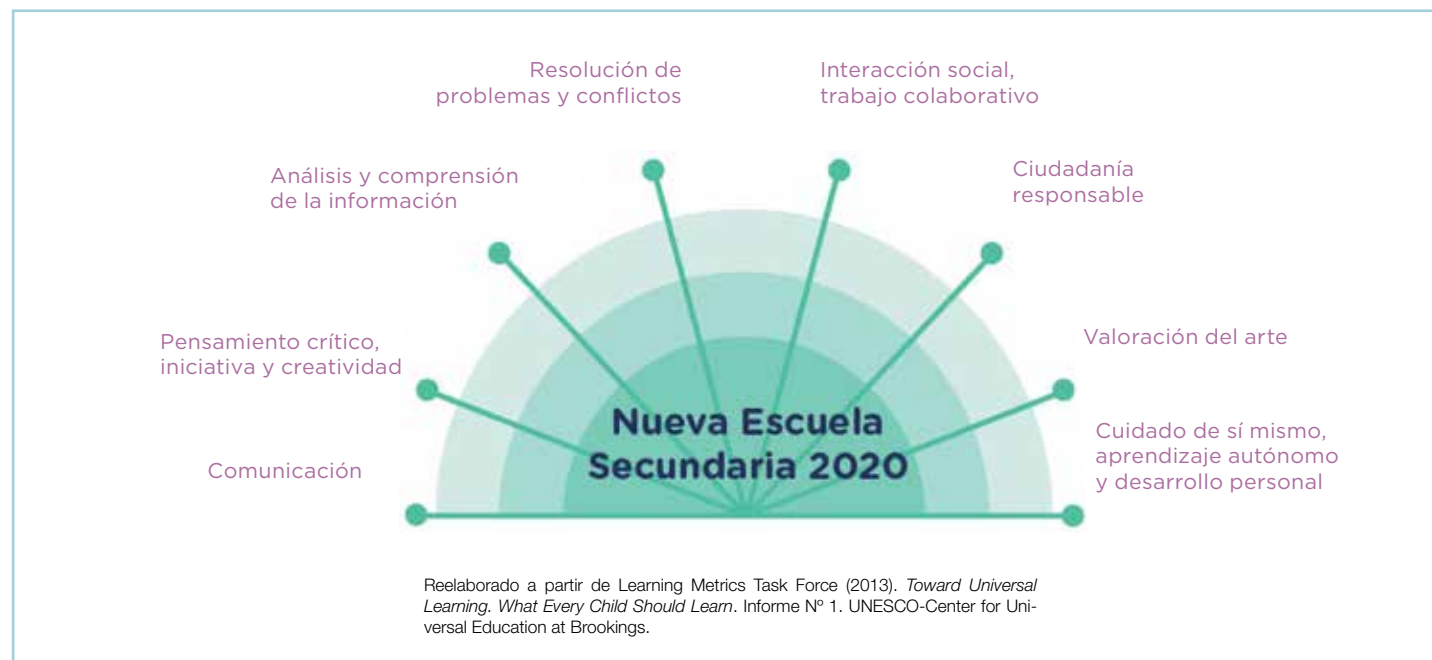 Resolución de
problemas y conflictos
Interacción social,
trabajo colaborativo
Análisis y comprensión
de la información
Ciudadanía
responsable
Pensamiento crítico,
iniciativa y creatividad
Valoración del arte
Comunicación
Cuidado de sí mismo,
aprendizaje autónomo
y desarrollo personal
Nueva Escuela
Secundaria 2020
Reelaborado a partir de Learning Metrics Task Force (2013). Toward Universal
Learning. What Every Child Should Learn. Informe Nº 1. UNESCO-Center for Uni-
versal Education at Brookings.